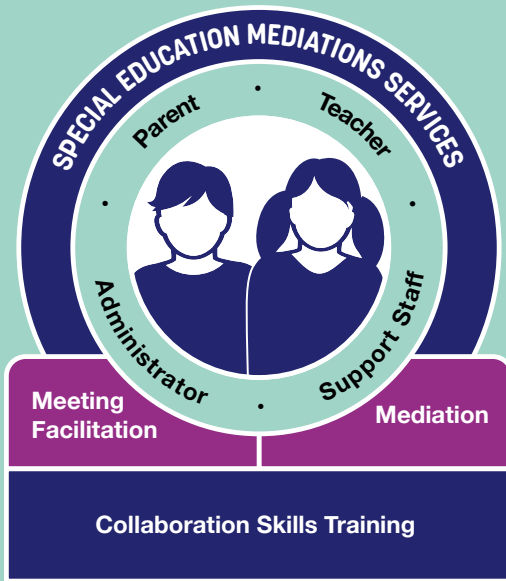 SPECIAL EDUCATION MEDIATIONS SERVICES
Parent
Teacher
Administrator
Support Staff
Meeting
Facilitation
Mediation
Collaboration Skills Training